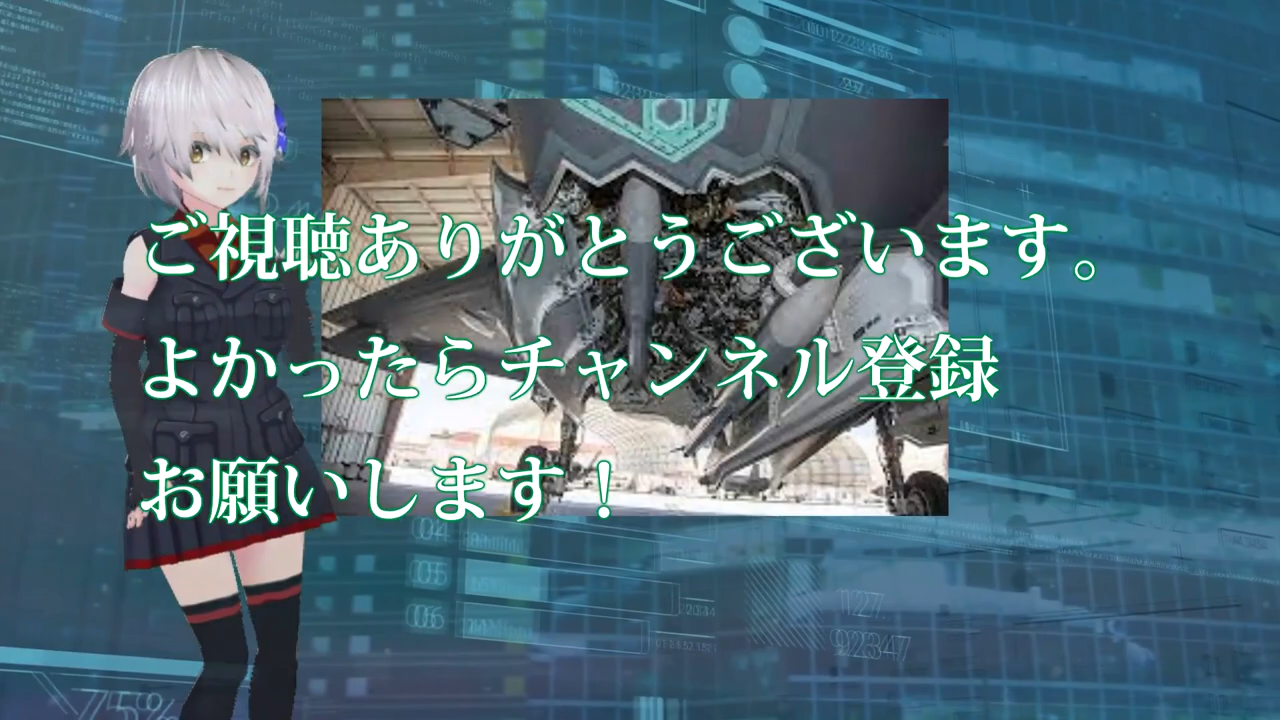 ご視聴ありがとうございます。
よかったらチャンネル登録
お願いします！
75%